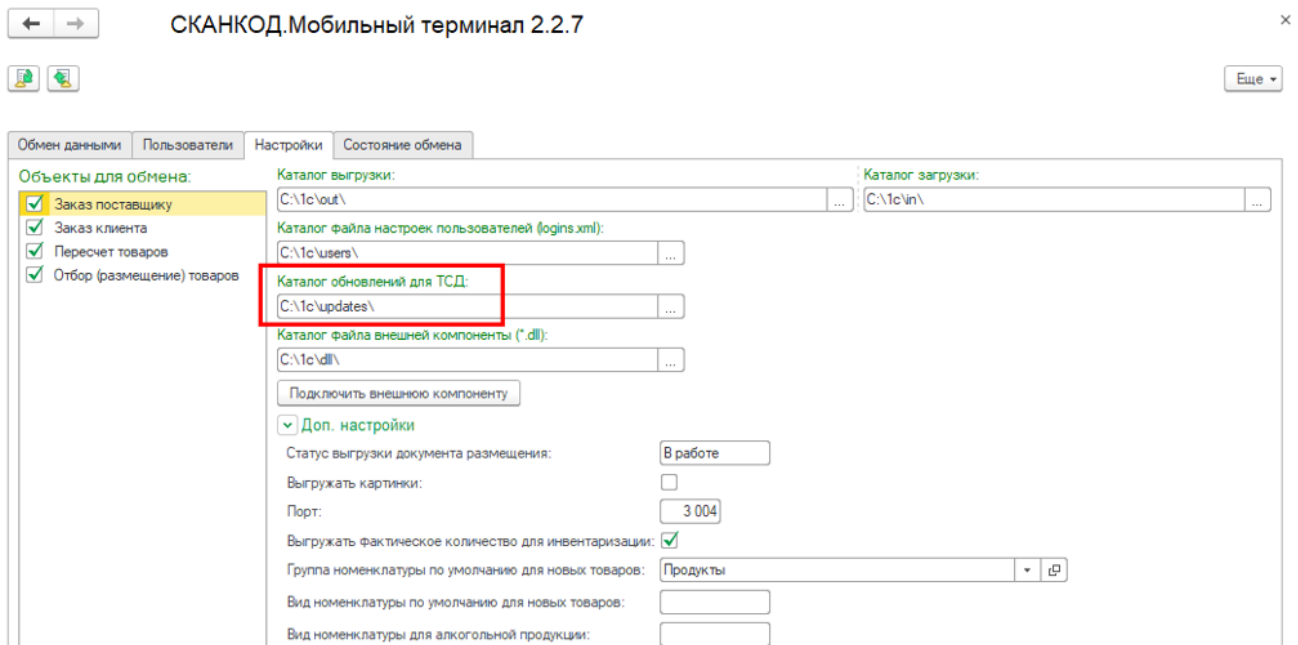 СКАНКОД.Мобильный терминал 2.2.7
Еще
Обмен данными Пользователи Настройки Состояние обмена
Объекты для обмена:
Заказ поставщику
Заказ клиента
Пересчет товаров
Отбор (размещение) товаров
Каталог выгрузки: Каталог загрузки:
C:\1c\out\ ... C:\1c\in\ ...
Каталог файла настроек пользователей (logins.xml):
C:\1c\users\ ...
Каталог обновлений для ТСД:
C:\1c\updates\ ...
Каталог файла внешней компоненты (*.dll):
C:\1c\dll\ ...
Подключить внешнюю компоненту
Доп. настройки
Статус выгрузки документа размещения: В работе
Выгружать картинки:
Порт: 3 004
Выгружать фактическое количество для инвентаризации:
Группа номенклатуры по умолчанию для новых товаров: Продукты
Вид номенклатуры по умолчанию для новых товаров:
Вид номенклатуры для алкогольной продукции: